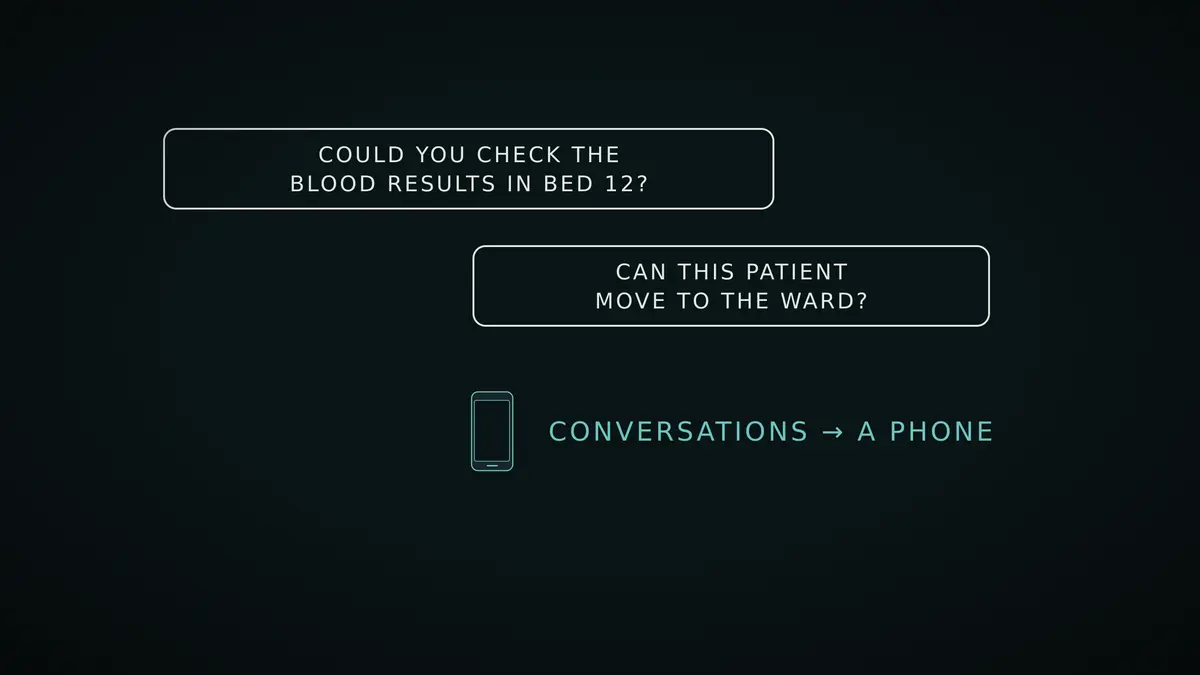 COULD YOU CHECK THE
BLOOD RESULTS IN BED 12?
CAN THIS PATIENT
MOVE TO THE WARD?
CONVERSATIONS → A PHONE